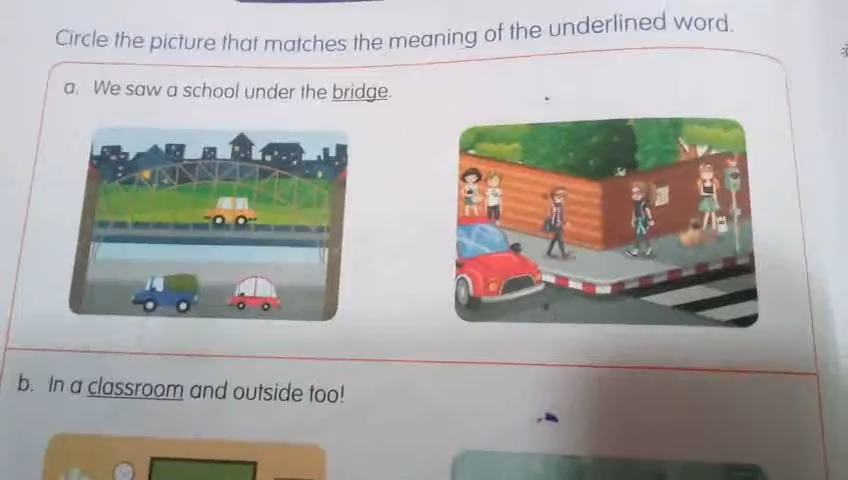 Circle the picture that matches the meaning of the underlined word.
a. We saw a school under the bridge.
b. In a classroom and outside too!